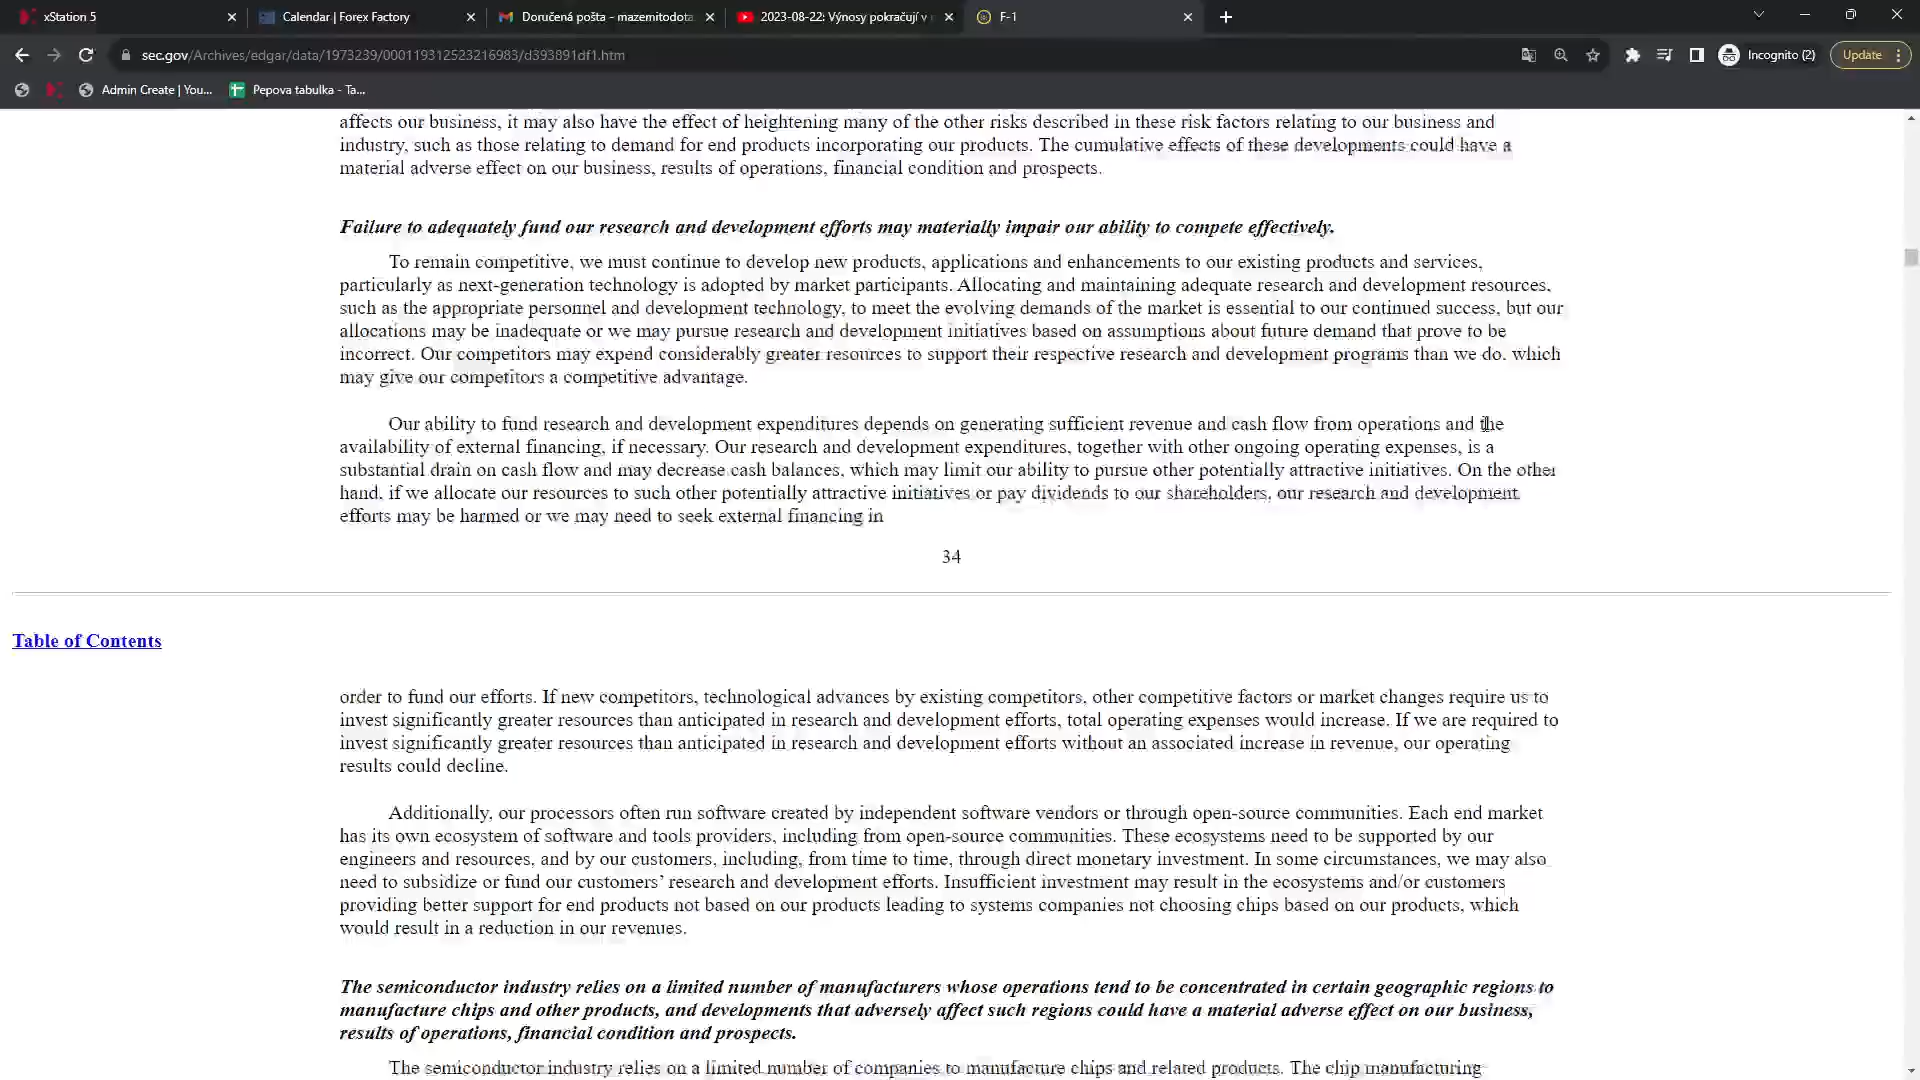 xStation 5
Calendar | Forex Factory
Doručená pošta - mazemitodota
2023-08-22: Výnosy pokračují v
F-1
sec.gov/Archives/edgar/data/1973239/000119312523216983/d393891df1.htm
Incognito (2)
Update
Admin Create | You...
Pepova tabulka - Ta...
affects our business, it may also have the effect of heightening many of the other risks described in these risk factors relating to our business and
industry, such as those relating to demand for end products incorporating our products. The cumulative effects of these developments could have a
material adverse effect on our business, results of operations, financial condition and prospects.
Failure to adequately fund our research and development efforts may materially impair our ability to compete effectively.
To remain competitive, we must continue to develop new products, applications and enhancements to our existing products and services,
particularly as next-generation technology is adopted by market participants. Allocating and maintaining adequate research and development resources,
such as the appropriate personnel and development technology, to meet the evolving demands of the market is essential to our continued success, but our
allocations may be inadequate or we may pursue research and development initiatives based on assumptions about future demand that prove to be
incorrect. Our competitors may expend considerably greater resources to support their respective research and development programs than we do, which
may give our competitors a competitive advantage.
Our ability to fund research and development expenditures depends on generating sufficient revenue and cash flow from operations and the
availability of external financing, if necessary. Our research and development expenditures, together with other ongoing operating expenses, is a
substantial drain on cash flow and may decrease cash balances, which may limit our ability to pursue other potentially attractive initiatives. On the other
hand, if we allocate our resources to such other potentially attractive initiatives or pay dividends to our shareholders, our research and development
efforts may be harmed or we may need to seek external financing in
34
Table of Contents
order to fund our efforts. If new competitors, technological advances by existing competitors, other competitive factors or market changes require us to
invest significantly greater resources than anticipated in research and development efforts, total operating expenses would increase. If we are required to
invest significantly greater resources than anticipated in research and development efforts without an associated increase in revenue, our operating
results could decline.
Additionally, our processors often run software created by independent software vendors or through open-source communities. Each end market
has its own ecosystem of software and tools providers, including from open-source communities. These ecosystems need to be supported by our
engineers and resources, and by our customers, including, from time to time, through direct monetary investment. In some circumstances, we may also
need to subsidize or fund our customers’ research and development efforts. Insufficient investment may result in the ecosystems and/or customers
providing better support for end products not based on our products leading to systems companies not choosing chips based on our products, which
would result in a reduction in our revenues.
The semiconductor industry relies on a limited number of manufacturers whose operations tend to be concentrated in certain geographic regions to
manufacture chips and other products, and developments that adversely affect such regions could have a material adverse effect on our business,
results of operations, financial condition and prospects.
The semiconductor industry relies on a limited number of companies to manufacture chips and related products. The chip manufacturing